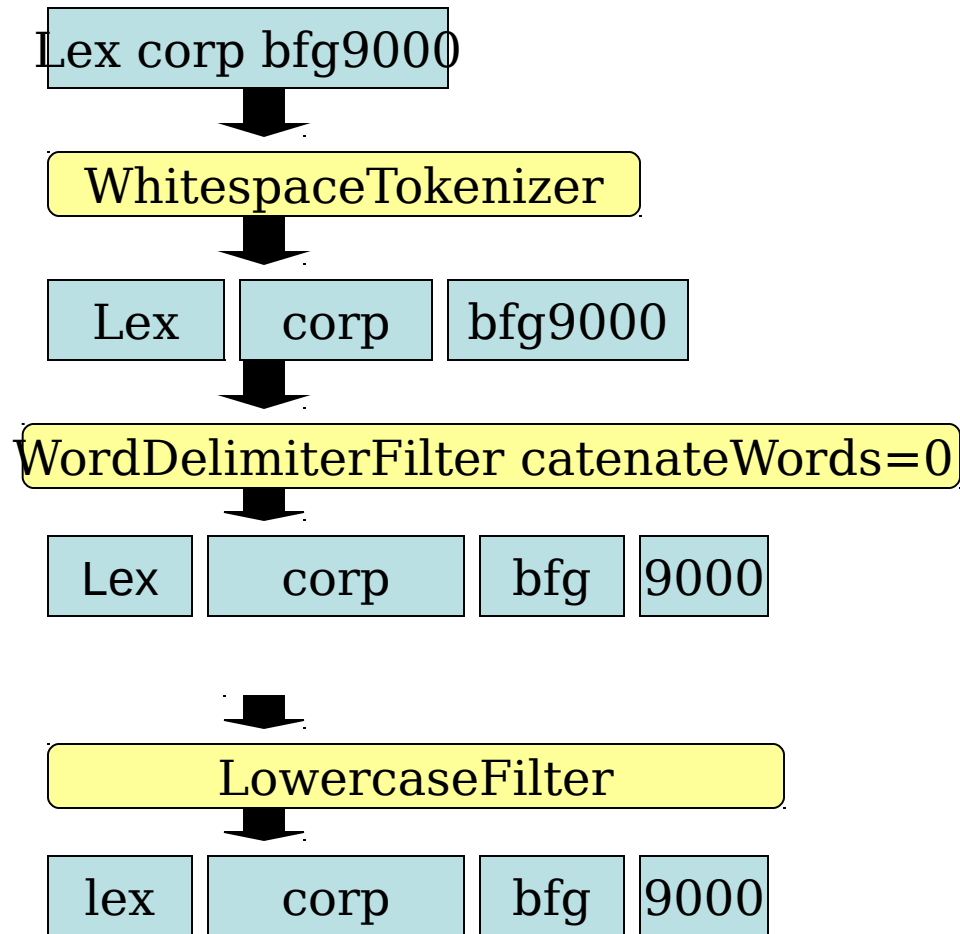 Lex corp bfg9000
WhitespaceTokenizer
Lex corp bfg9000
WordDelimiterFilter catenateWords=0
Lex corp bfg 9000
LowercaseFilter
lex corp bfg 9000